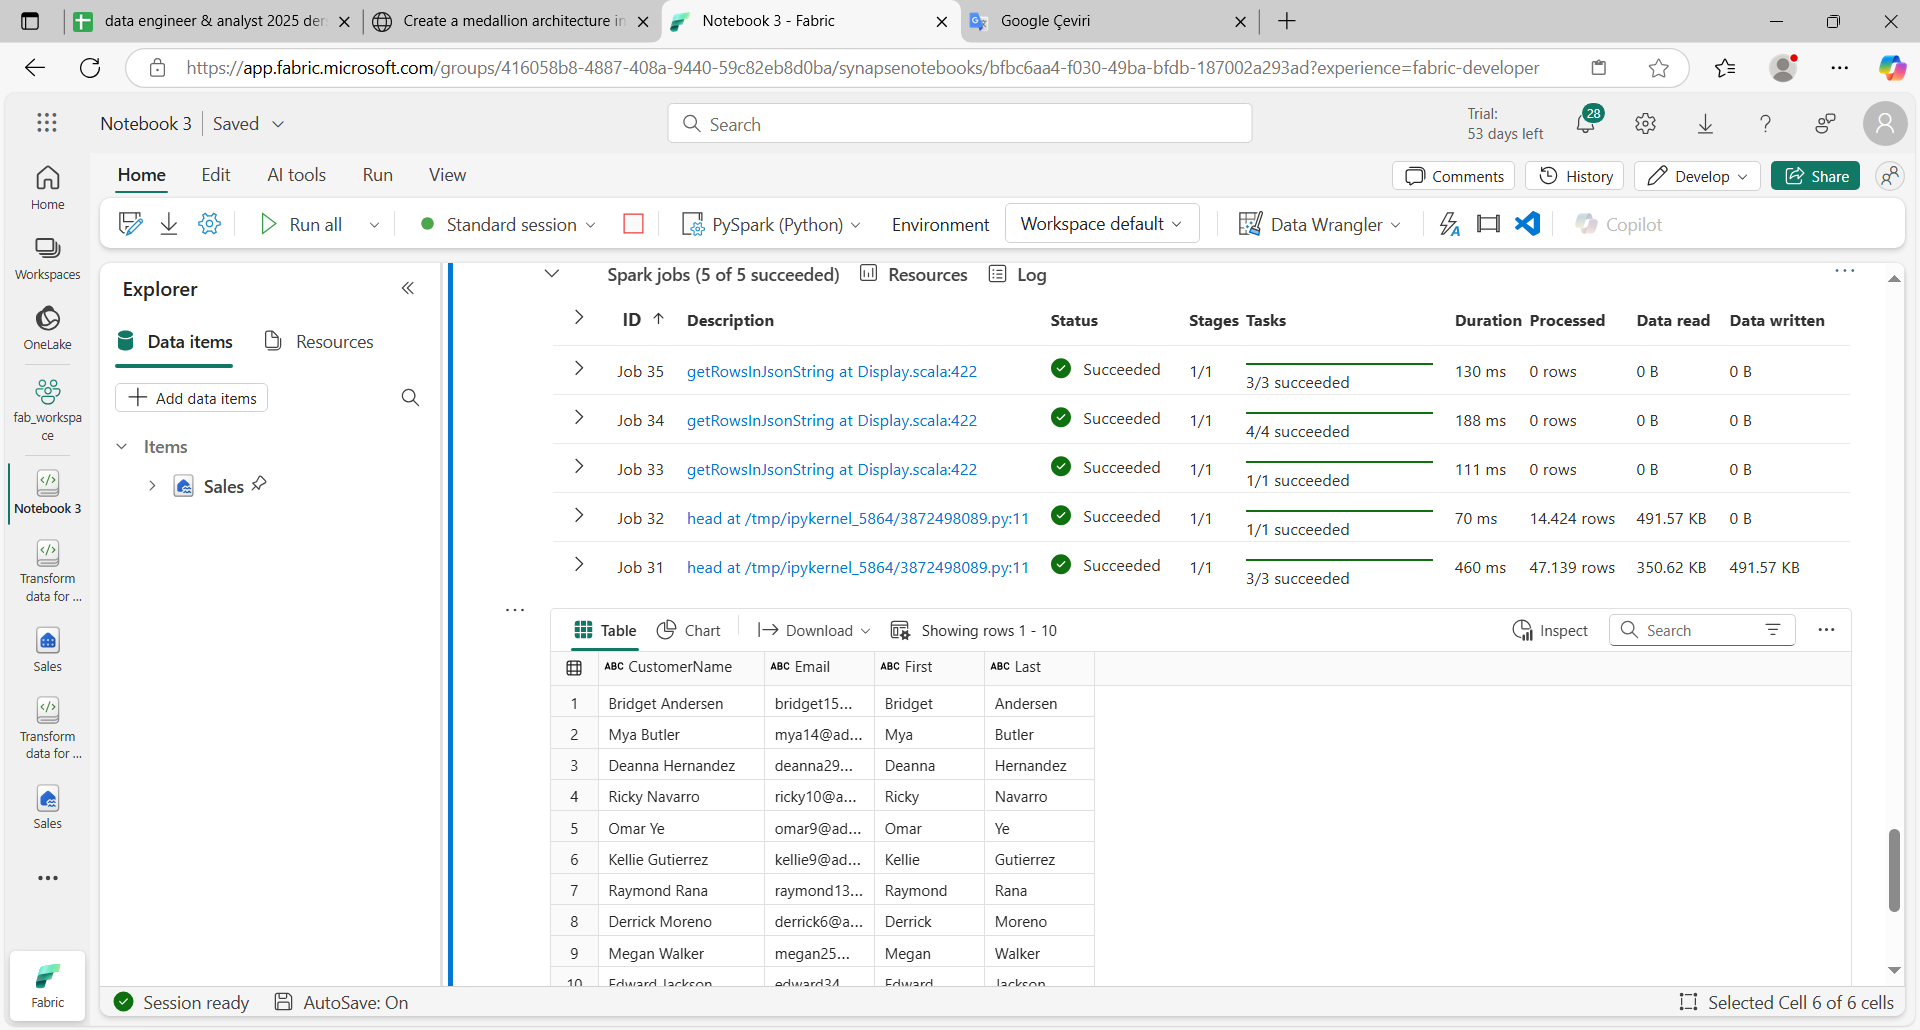 data engineer & analyst 2025 der
Create a medallion architecture in
Notebook 3 - Fabric
Google Çeviri
https://app.fabric.microsoft.com/groups/416058b8-4887-408a-9440-59c82eb8d0ba/synapsenotebooks/bfbc6aa4-f030-49ba-bfdb-187002a293ad?experience=fabric-developer
Notebook 3
Saved
Search
Trial:
53 days left
28
Home
Edit
AI tools
Run
View
Comments
History
Develop
Share
Run all
Standard session
PySpark (Python)
Environment
Workspace default
Data Wrangler
Copilot
Home
Workspaces
OneLake
fab_workspa
ce
Notebook 3
Transform
data for ...
Sales
Transform
data for ...
Sales
Fabric
Explorer
Data items
Resources
Add data items
Items
Sales
Spark jobs (5 of 5 succeeded)
Resources
Log
ID Description Status Stages Tasks Duration Processed Data read Data written
Job 35 getRowsInJsonString at Display.scala:422 Succeeded 1/1 3/3 succeeded 130 ms 0 rows 0 B 0 B
Job 34 getRowsInJsonString at Display.scala:422 Succeeded 1/1 4/4 succeeded 188 ms 0 rows 0 B 0 B
Job 33 getRowsInJsonString at Display.scala:422 Succeeded 1/1 1/1 succeeded 111 ms 0 rows 0 B 0 B
Job 32 head at /tmp/ipykernel_5864/3872498089.py:11 Succeeded 1/1 1/1 succeeded 70 ms 14.424 rows 491.57 KB 0 B
Job 31 head at /tmp/ipykernel_5864/3872498089.py:11 Succeeded 1/1 3/3 succeeded 460 ms 47.139 rows 350.62 KB 491.57 KB
Table
Chart
Download
Showing rows 1 - 10
Inspect
Search
ABC CustomerName ABC Email ABC First ABC Last
1 Bridget Andersen bridget15... Bridget Andersen
2 Mya Butler mya14@ad... Mya Butler
3 Deanna Hernandez deanna29... Deanna Hernandez
4 Ricky Navarro ricky10@a... Ricky Navarro
5 Omar Ye omar9@ad... Omar Ye
6 Kellie Gutierrez kellie9@ad... Kellie Gutierrez
7 Raymond Rana raymond13... Raymond Rana
8 Derrick Moreno derrick6@a... Derrick Moreno
9 Megan Walker megan25... Megan Walker
10 Edward Jackson edward34... Edward Jackson
Session ready
AutoSave: On
Selected Cell 6 of 6 cells